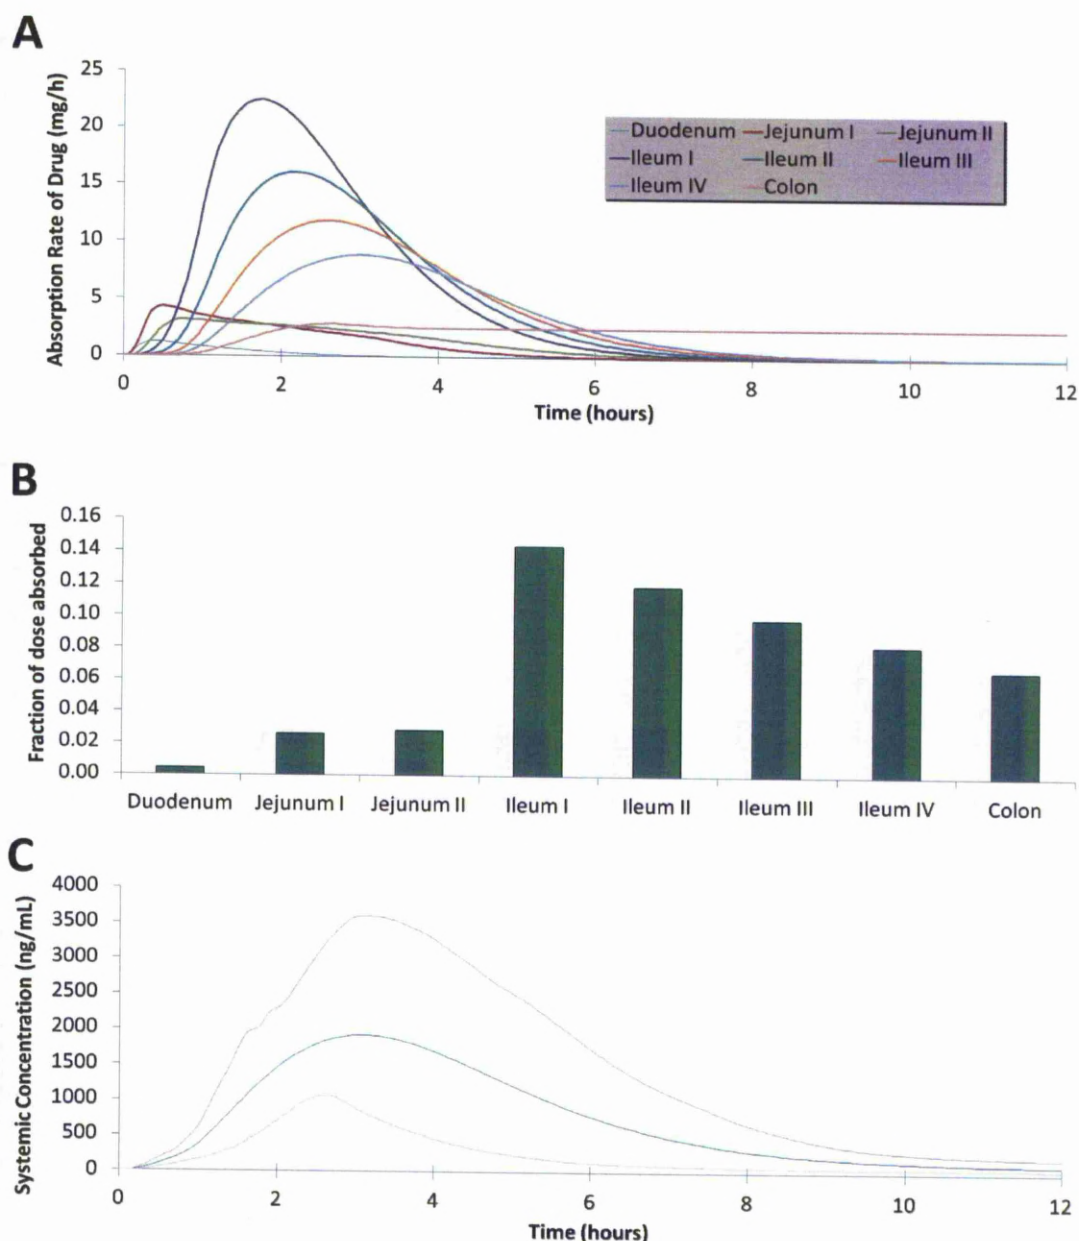 A
Absorption Rate of Drug (mg/h)
25
20
15
10
5
0
Duodenum Jejunum I Jejunum II
Ileum I Ileum II Ileum III
Ileum IV Colon
0 2 4 6 8 10 12
Time (hours)
B
Fraction of dose absorbed
0.16
0.14
0.12
0.10
0.08
0.06
0.04
0.02
0.00
Duodenum Jejunum I Jejunum II Ileum I Ileum II Ileum III Ileum IV Colon
C
Systemic Concentration (ng/mL)
4000
3500
3000
2500
2000
1500
1000
500
0
0 2 4 6 8 10 12
Time (hours)